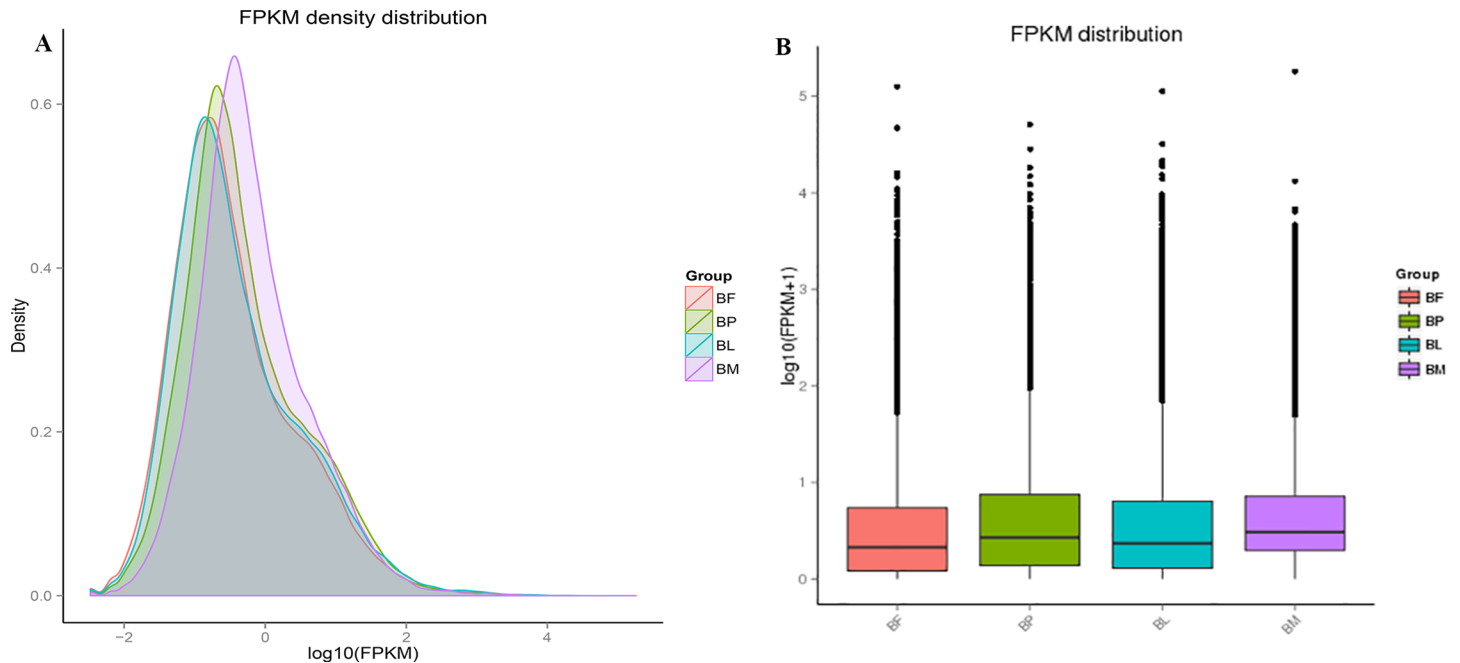 A
FPKM density distribution
Density
0.6
0.4
0.2
0.0
−2
0
2
4
log10(FPKM)
Group
BF
BP
BL
BM
B
FPKM distribution
log10(FPKM+1)
5
4
3
2
1
0
BF
BP
BL
BM
Group
BF
BP
BL
BM